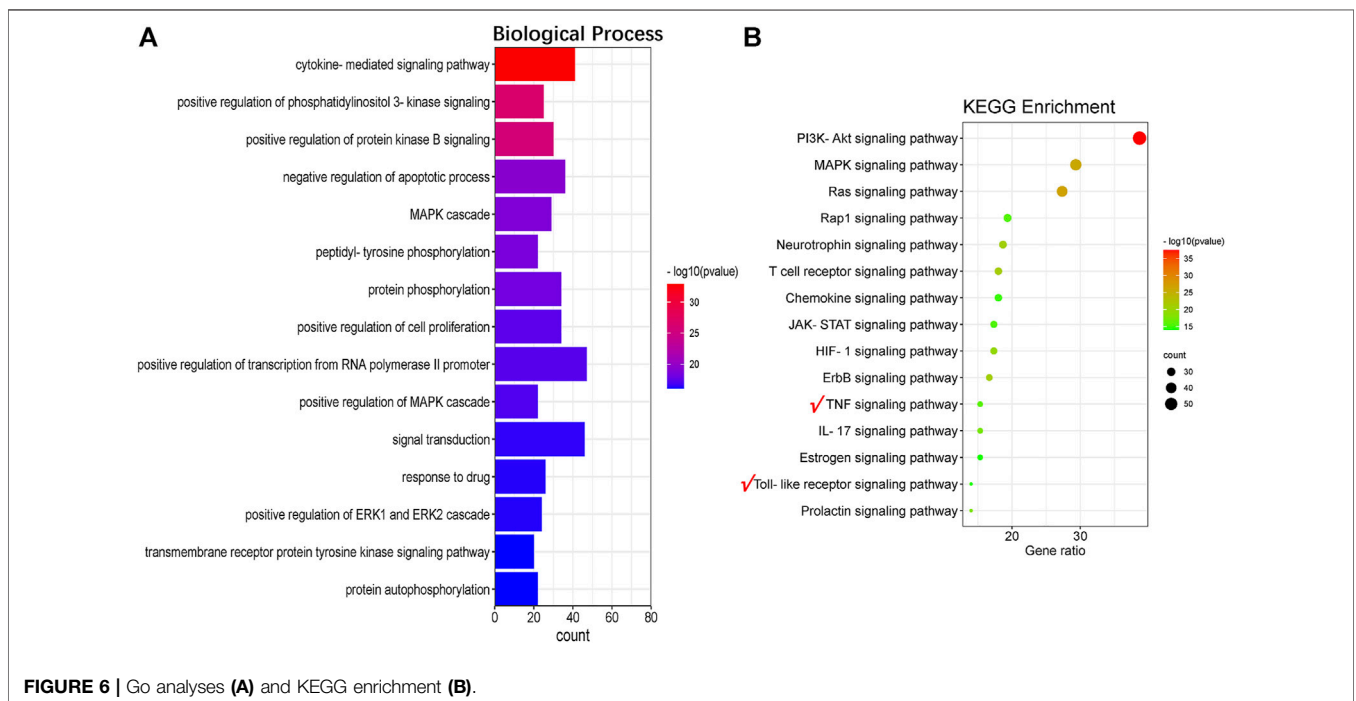 A
Biological Process
cytokine- mediated signaling pathway
positive regulation of phosphatidylinositol 3- kinase signaling
positive regulation of protein kinase B signaling
negative regulation of apoptotic process
MAPK cascade
peptidyl- tyrosine phosphorylation
protein phosphorylation
positive regulation of cell proliferation
positive regulation of transcription from RNA polymerase II promoter
positive regulation of MAPK cascade
signal transduction
response to drug
positive regulation of ERK1 and ERK2 cascade
transmembrane receptor protein tyrosine kinase signaling pathway
protein autophosphorylation
0 20 40 60 80
count
- log10(pvalue)
30
25
20
B
KEGG Enrichment
PI3K- Akt signaling pathway
MAPK signaling pathway
Ras signaling pathway
Rap1 signaling pathway
Neurotrophin signaling pathway
T cell receptor signaling pathway
Chemokine signaling pathway
JAK- STAT signaling pathway
HIF- 1 signaling pathway
ErbB signaling pathway
√ TNF signaling pathway
IL- 17 signaling pathway
Estrogen signaling pathway
√ Toll- like receptor signaling pathway
Prolactin signaling pathway
20 30
Gene ratio
- log10(pvalue)
35
30
25
20
15
count
30
40
50
FIGURE 6 | Go analyses (A) and KEGG enrichment (B).